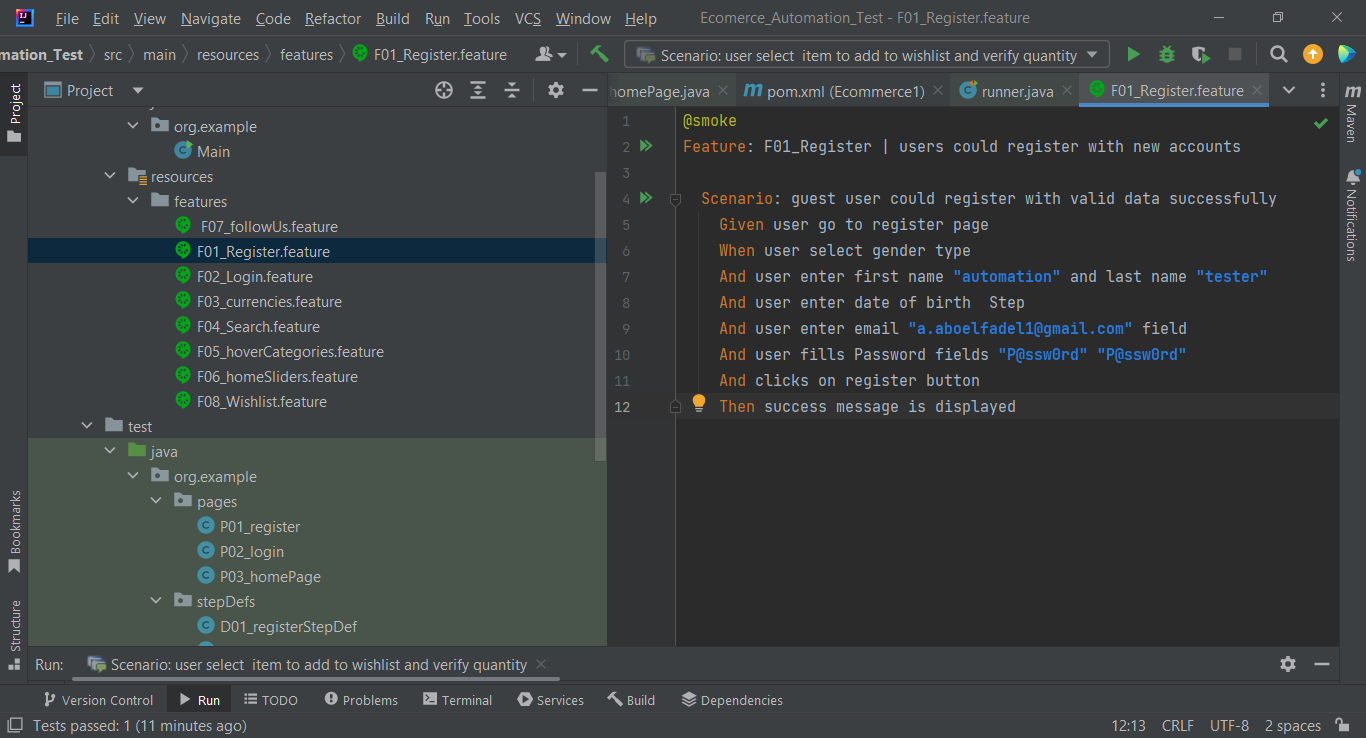 File Edit View Navigate Code Refactor Build Run Tools VCS Window Help Ecomerce_Automation_Test - F01_Register.feature
mation_Test src main resources features F01_Register.feature Scenario: user select item to add to wishlist and verify quantity
Project
Project
homePage.java pom.xml (Ecommerce1) runner.java F01_Register.feature
org.example
Main
resources
features
F07_followUs.feature
F01_Register.feature
F02_Login.feature
F03_currencies.feature
F04_Search.feature
F05_hoverCategories.feature
F06_homeSliders.feature
F08_Wishlist.feature
test
java
org.example
pages
P01_register
P02_login
P03_homePage
stepDefs
D01_registerStepDef
1 @smoke
2 Feature: F01_Register | users could register with new accounts
3
4 Scenario: guest user could register with valid data successfully
5 Given user go to register page
6 When user select gender type
7 And user enter first name "automation" and last name "tester"
8 And user enter date of birth  Step
9 And user enter email "a.aboelfadel1@gmail.com" field
10 And user fills Password fields "P@ssw0rd" "P@ssw0rd"
11 And clicks on register button
12 Then success message is displayed
Maven
Notifications
Bookmarks
Structure
Run: Scenario: user select item to add to wishlist and verify quantity
Version Control Run TODO Problems Terminal Services Build Dependencies
Tests passed: 1 (11 minutes ago) 12:13 CRLF UTF-8 2 spaces